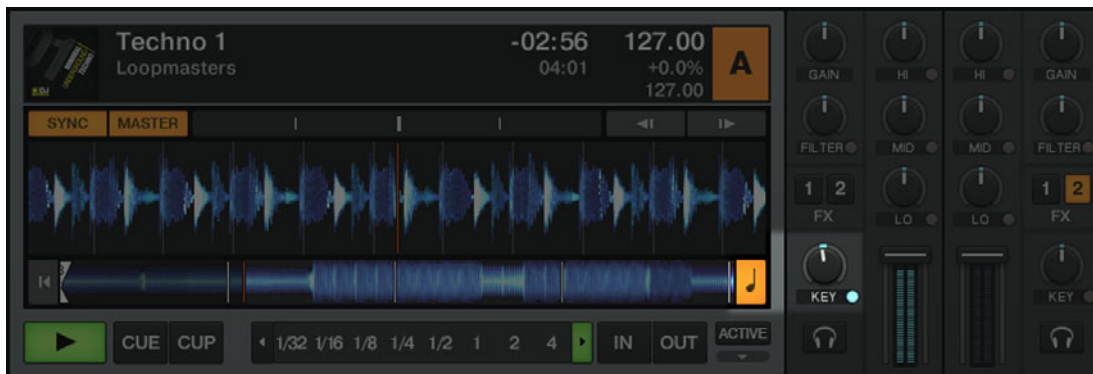 Techno 1
Loopmasters
-02:56
04:01
127.00
+0.0%
127.00
A
SYNC MASTER
CUE CUP 1/32 1/16 1/8 1/4 1/2 1 2 4 IN OUT ACTIVE
GAIN HI HI GAIN
FILTER MID MID FILTER
1 2 LO LO 1 2
FX FX
KEY KEY